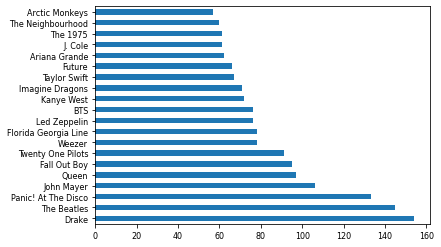 Arctic Monkeys
The Neighbourhood
The 1975
J. Cole
Ariana Grande
Future
Taylor Swift
Imagine Dragons
Kanye West
BTS
Led Zeppelin
Florida Georgia Line
Weezer
Twenty One Pilots
Fall Out Boy
Queen
John Mayer
Panic! At The Disco
The Beatles
Drake
0 20 40 60 80 100 120 140 160